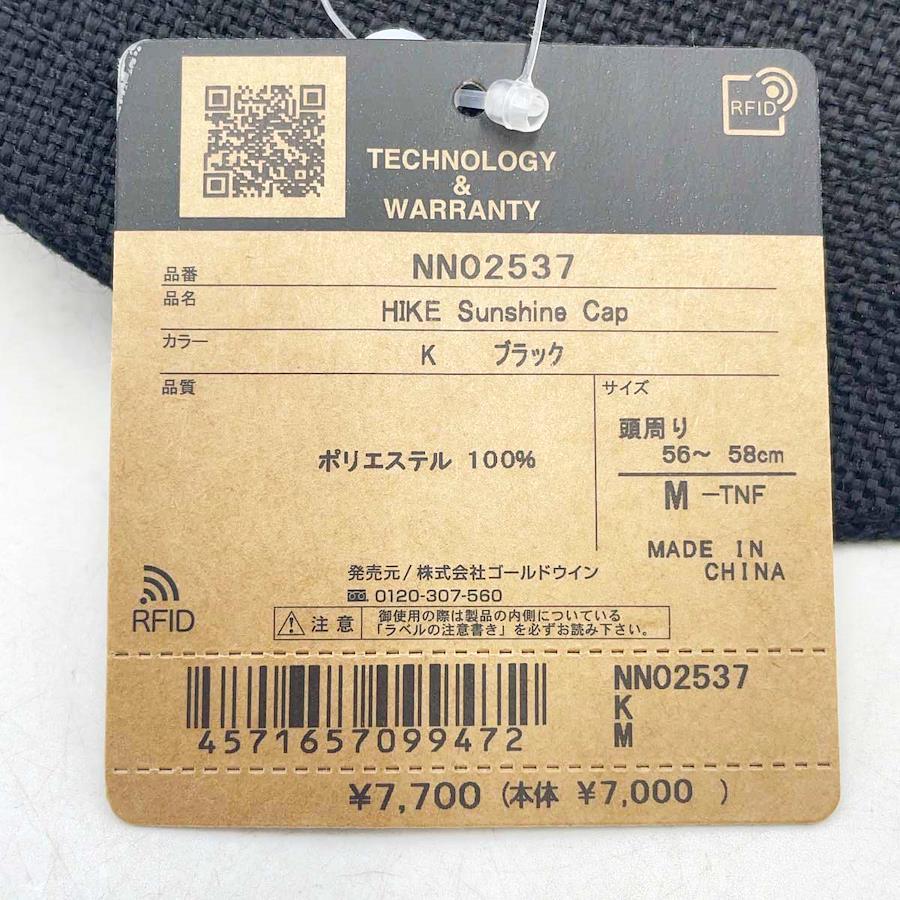 RFID
TECHNOLOGY
&
WARRANTY
品番 NN02537
品名 HIKE Sunshine Cap
カラー K ブラック
品質 ポリエステル 100%
サイズ
頭周り
56~ 58cm
M -TNF
MADE IN
CHINA
発売元/株式会社ゴールドウイン
0120-307-560
RFID
注意 御使用の際は製品の内側についている
「ラベルの注意書き」を必ずお読み下さい。
4571657099472
NN02537
K
M
¥7,700 (本体 ¥7,000 )